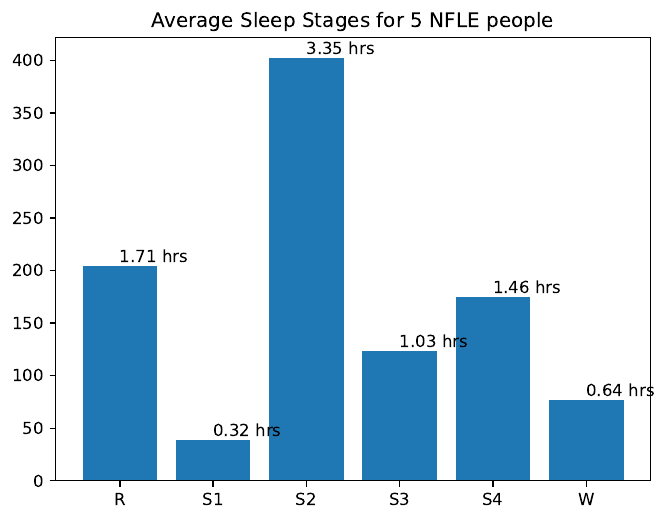 Average Sleep Stages for 5 NFLE people
400
350
300
250
200
150
100
50
0
1.71 hrs
0.32 hrs
3.35 hrs
1.03 hrs
1.46 hrs
0.64 hrs
R S1 S2 S3 S4 W